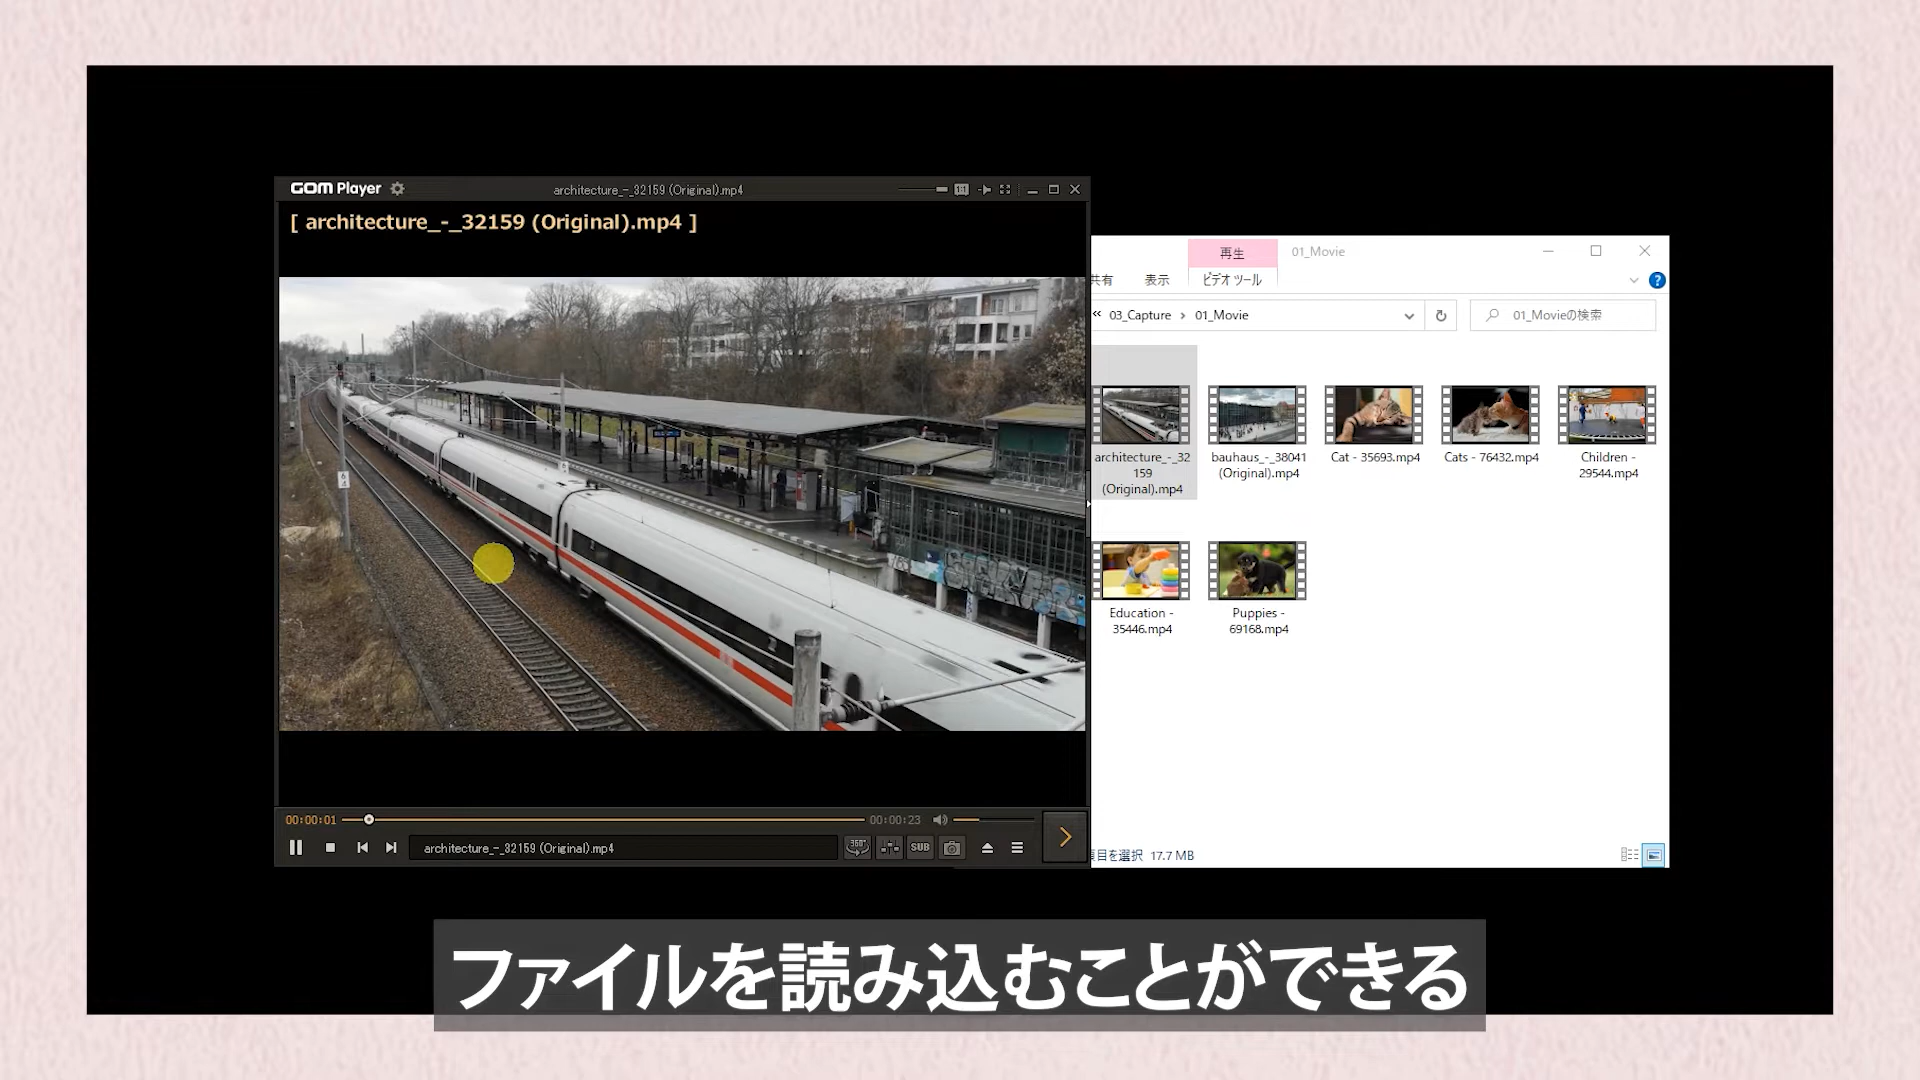 GOM Player
architecture_-_32159 (Original).mp4
[ architecture_-_32159 (Original).mp4 ]
00:00:01
00:00:23
architecture_-_32159 (Original).mp4
360°
SUB
再生
01_Movie
共有
表示
ビデオ ツール
« 03_Capture › 01_Movie
01_Movieの検索
architecture_-_32
159
(Original).mp4
bauhaus_-_38041
(Original).mp4
Cat - 35693.mp4
Cats - 76432.mp4
Children -
29544.mp4
Education -
35446.mp4
Puppies -
69168.mp4
項目を選択 17.7 MB
ファイルを読み込むことができる